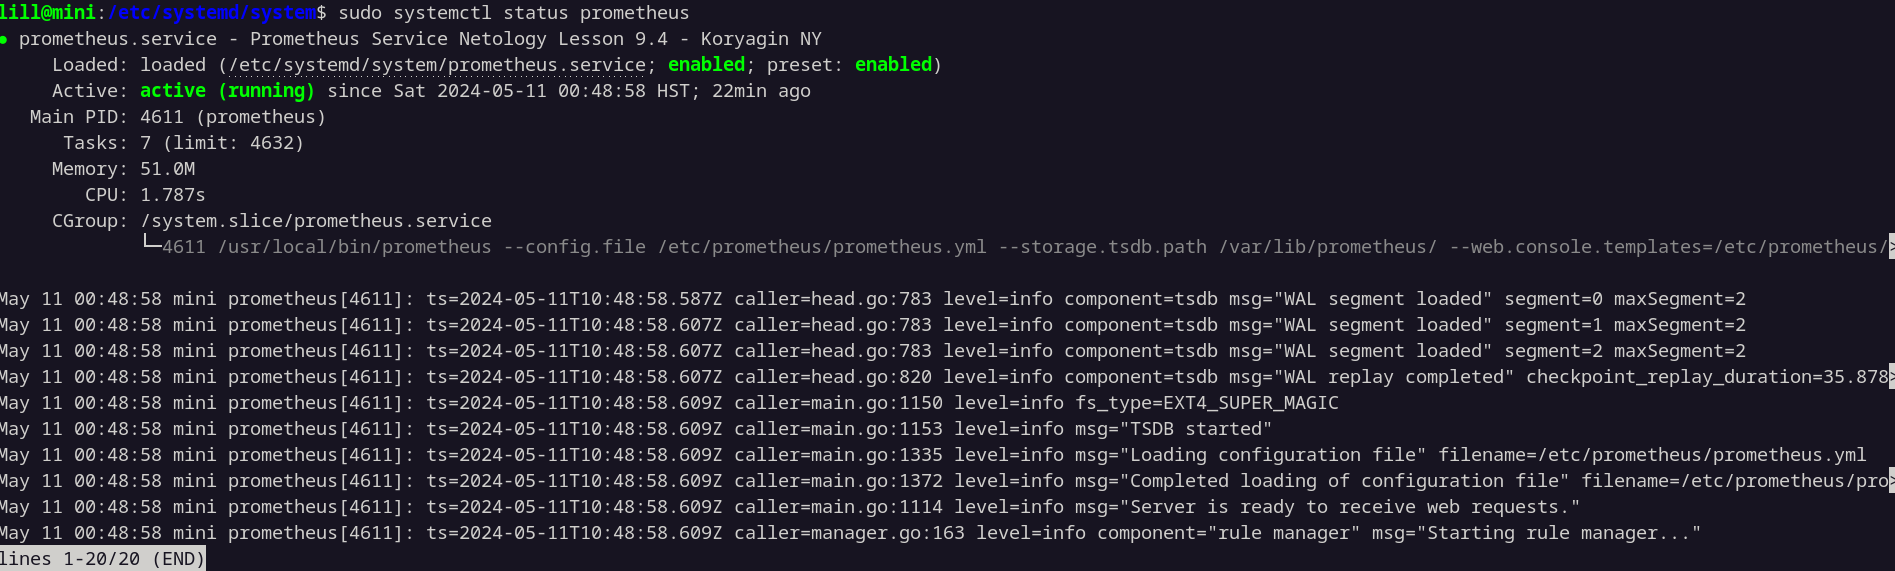 lill@mini:/etc/systemd/system$ sudo systemctl status prometheus
● prometheus.service - Prometheus Service Netology Lesson 9.4 - Koryagin NY
     Loaded: loaded (/etc/systemd/system/prometheus.service; enabled; preset: enabled)
     Active: active (running) since Sat 2024-05-11 00:48:58 HST; 22min ago
   Main PID: 4611 (prometheus)
      Tasks: 7 (limit: 4632)
     Memory: 51.0M
        CPU: 1.787s
     CGroup: /system.slice/prometheus.service
             └─4611 /usr/local/bin/prometheus --config.file /etc/prometheus/prometheus.yml --storage.tsdb.path /var/lib/prometheus/ --web.console.templates=/etc/prometheus/>
May 11 00:48:58 mini prometheus[4611]: ts=2024-05-11T10:48:58.587Z caller=head.go:783 level=info component=tsdb msg="WAL segment loaded" segment=0 maxSegment=2
May 11 00:48:58 mini prometheus[4611]: ts=2024-05-11T10:48:58.607Z caller=head.go:783 level=info component=tsdb msg="WAL segment loaded" segment=1 maxSegment=2
May 11 00:48:58 mini prometheus[4611]: ts=2024-05-11T10:48:58.607Z caller=head.go:783 level=info component=tsdb msg="WAL segment loaded" segment=2 maxSegment=2
May 11 00:48:58 mini prometheus[4611]: ts=2024-05-11T10:48:58.607Z caller=head.go:820 level=info component=tsdb msg="WAL replay completed" checkpoint_replay_duration=35.878>
May 11 00:48:58 mini prometheus[4611]: ts=2024-05-11T10:48:58.609Z caller=main.go:1150 level=info fs_type=EXT4_SUPER_MAGIC
May 11 00:48:58 mini prometheus[4611]: ts=2024-05-11T10:48:58.609Z caller=main.go:1153 level=info msg="TSDB started"
May 11 00:48:58 mini prometheus[4611]: ts=2024-05-11T10:48:58.609Z caller=main.go:1335 level=info msg="Loading configuration file" filename=/etc/prometheus/prometheus.yml
May 11 00:48:58 mini prometheus[4611]: ts=2024-05-11T10:48:58.609Z caller=main.go:1372 level=info msg="Completed loading of configuration file" filename=/etc/prometheus/pro>
May 11 00:48:58 mini prometheus[4611]: ts=2024-05-11T10:48:58.609Z caller=main.go:1114 level=info msg="Server is ready to receive web requests."
May 11 00:48:58 mini prometheus[4611]: ts=2024-05-11T10:48:58.609Z caller=manager.go:163 level=info component="rule manager" msg="Starting rule manager..."
lines 1-20/20 (END)